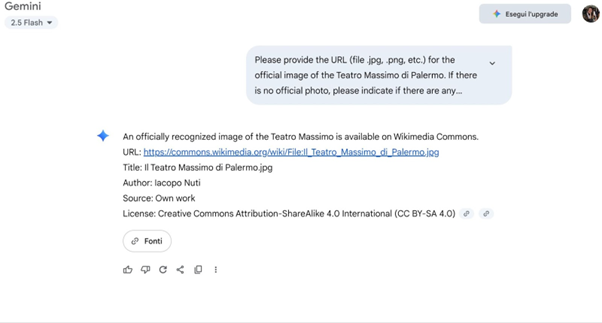 Gemini
2.5 Flash
Esegui l'upgrade
Please provide the URL (file .jpg, .png, etc.) for the
official image of the Teatro Massimo di Palermo. If there
is no official photo, please indicate if there are any...
An officially recognized image of the Teatro Massimo is available on Wikimedia Commons.
URL: https://commons.wikimedia.org/wiki/File:Il_Teatro_Massimo_di_Palermo.jpg
Title: Il Teatro Massimo di Palermo.jpg
Author: Iacopo Nuti
Source: Own work
License: Creative Commons Attribution-ShareAlike 4.0 International (CC BY-SA 4.0)
Fonti